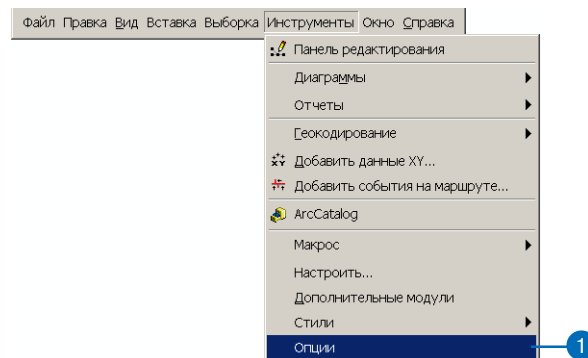 Файл Правка Вид Вставка Выборка Инструменты Окно Справка
Панель редактирования
Диаграммы
Отчеты
Геокодирование
Добавить данные XY...
Добавить события на маршруте...
ArcCatalog
Макрос
Настроить...
Дополнительные модули
Стили
Опции 1